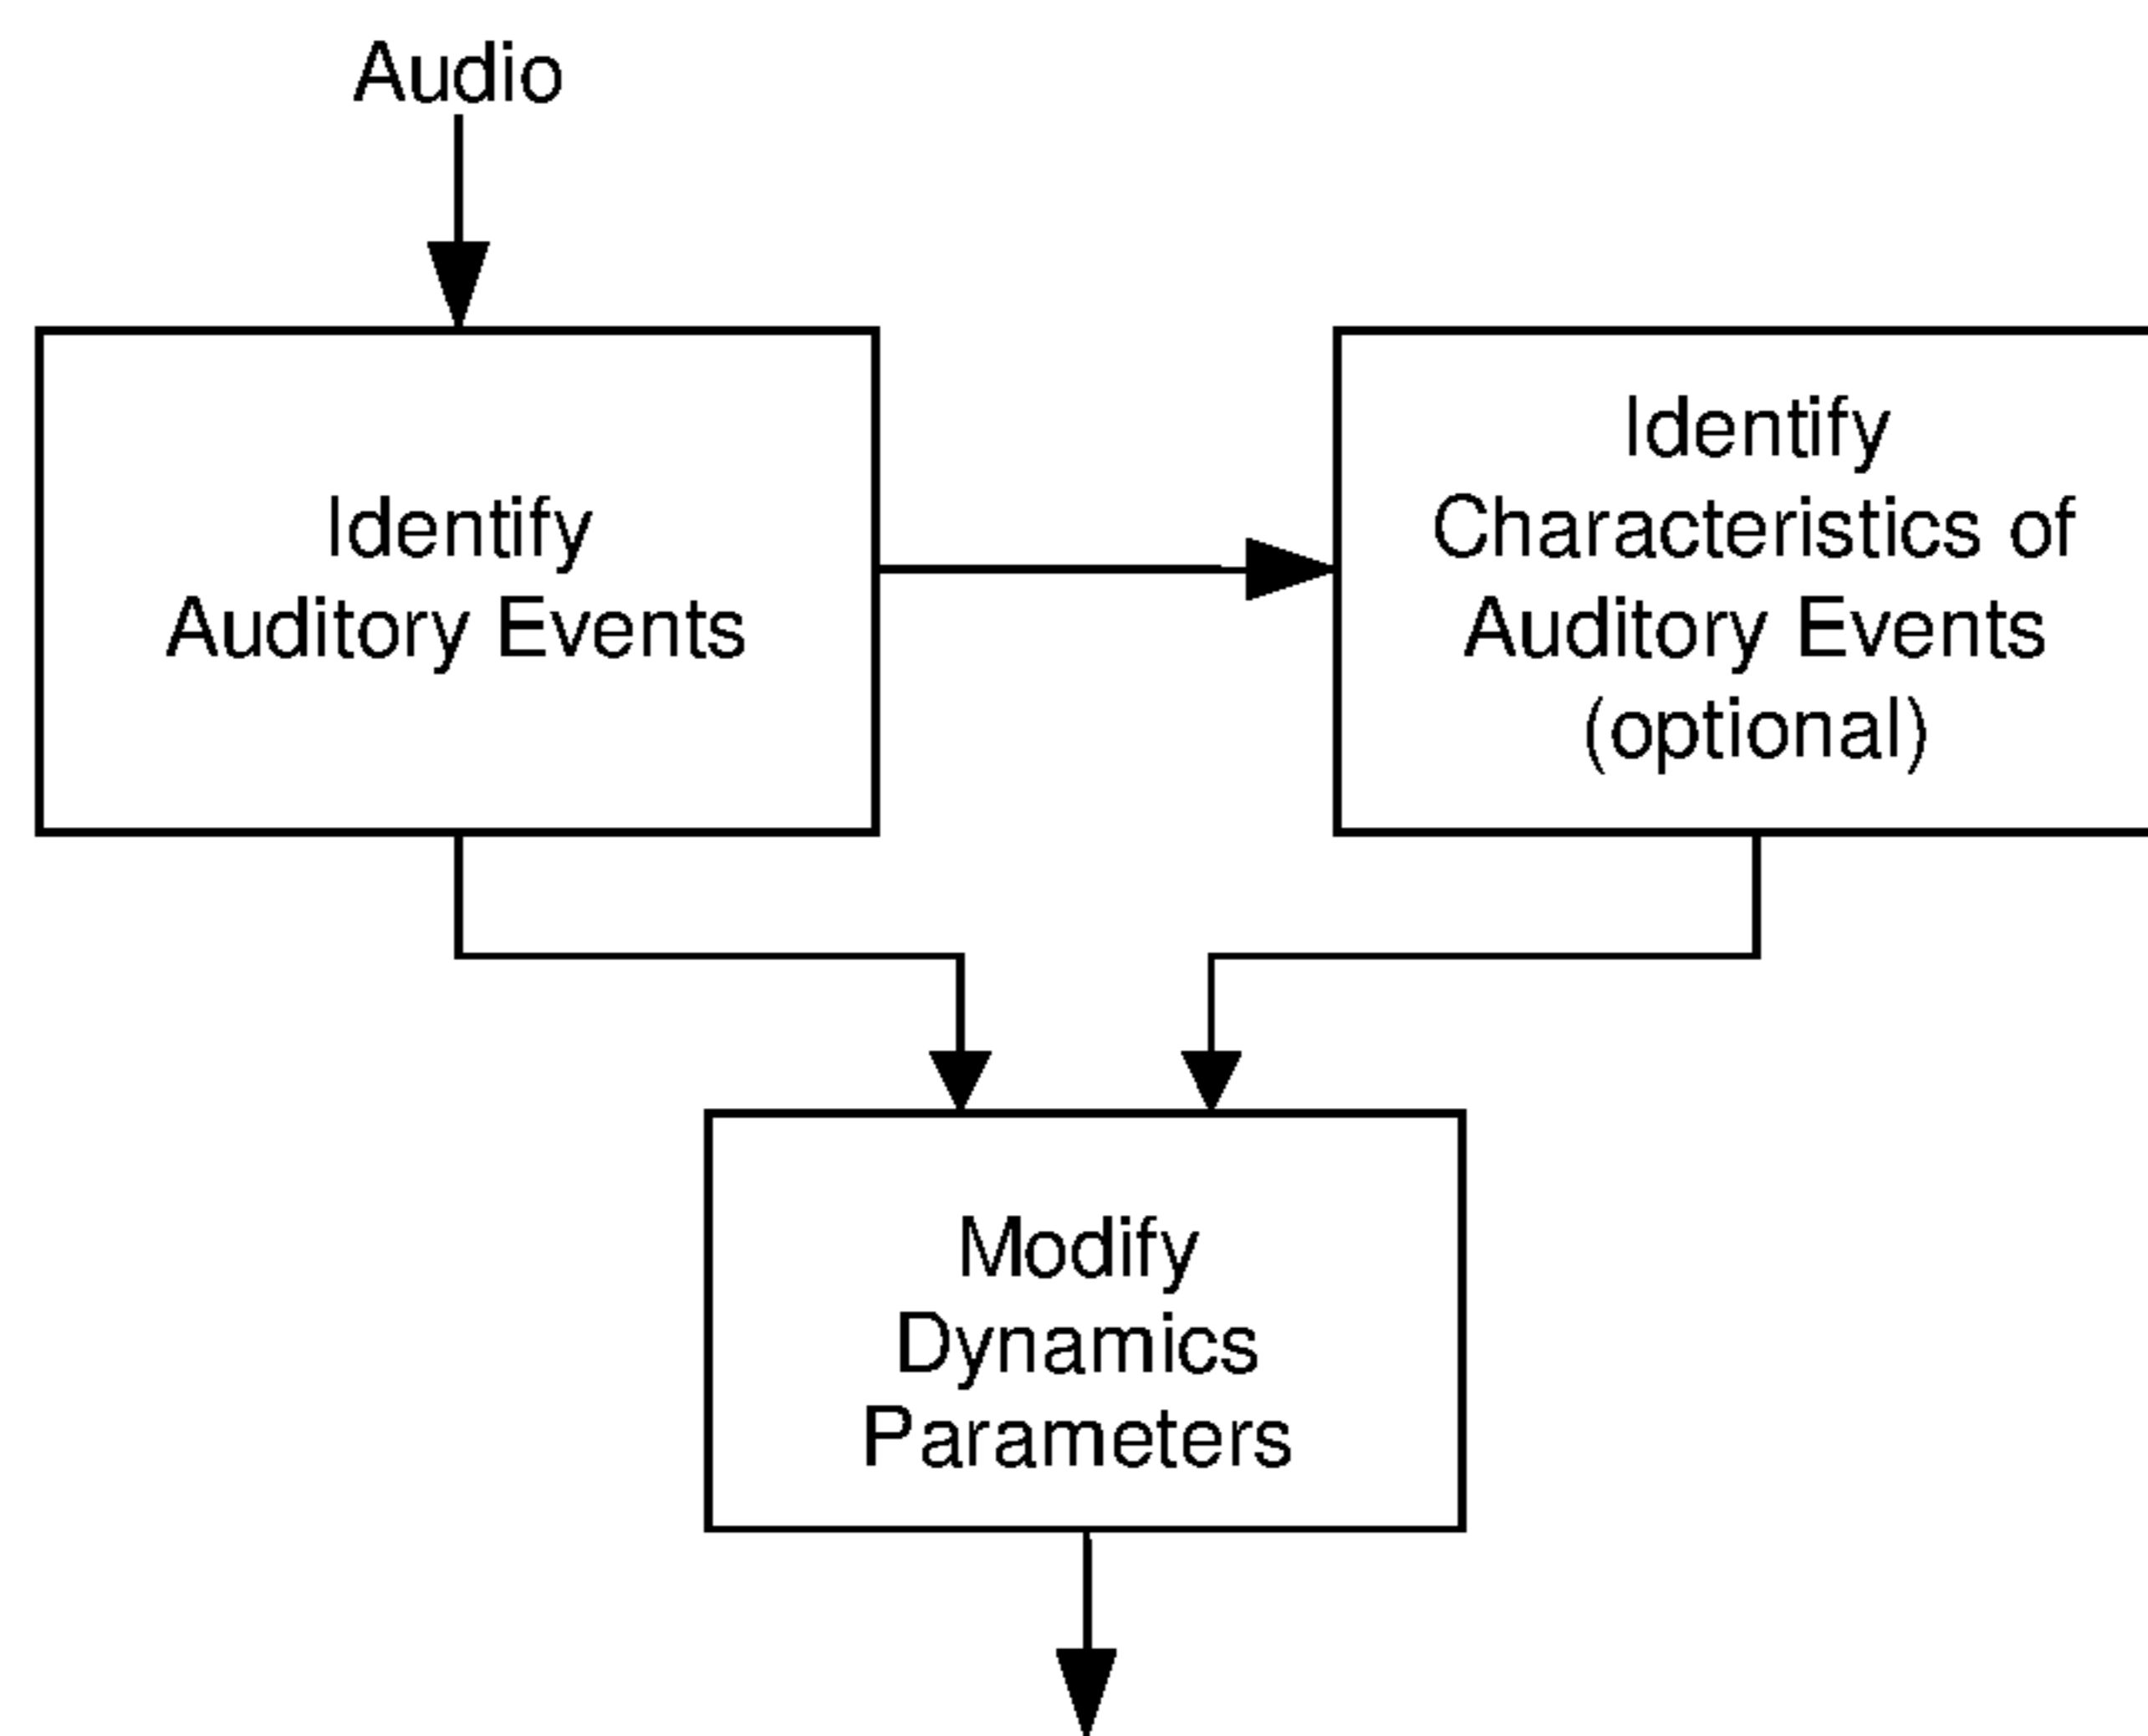 Audio
Identify
Auditory Events
Identify
Characteristics of
Auditory Events
(optional)
Modify
Dynamics
Parameters